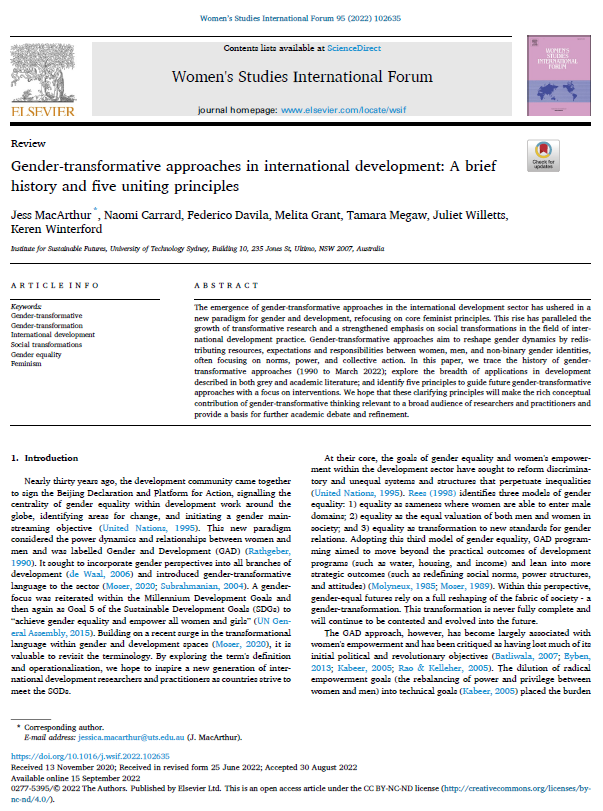 Women's Studies International Forum 95 (2022) 102635
Contents lists available at ScienceDirect
Women's Studies International Forum
journal homepage: www.elsevier.com/locate/wsif
ELSEVIER
WOMEN'S
STUDIES
INTERNATIONAL
FORUM
Check for
updates
Review
Gender-transformative approaches in international development: A brief
history and five uniting principles
Jess MacArthur *, Naomi Carrard, Federico Davila, Melita Grant, Tamara Megaw, Juliet Willetts,
Keren Winterford
Institute for Sustainable Futures, University of Technology Sydney, Building 10, 235 Jones St, Ultimo, NSW 2007, Australia
ARTICLE INFO
Keywords:
Gender-transformative
Gender-transformation
International development
Social transformations
Gender equality
Feminism
ABSTRACT
The emergence of gender-transformative approaches in the international development sector has ushered in a
new paradigm for gender and development, refocusing on core feminist principles. This rise has paralleled the
growth of transformative research and a strengthened emphasis on social transformations in the field of inter-
national development practice. Gender-transformative approaches aim to reshape gender dynamics by redis-
tributing resources, expectations and responsibilities between women, men, and non-binary gender identities,
often focusing on norms, power, and collective action. In this paper, we trace the history of gender-
transformative approaches (1990 to March 2022); explore the breadth of applications in development
described in both grey and academic literature; and identify five principles to guide future gender-transformative
approaches with a focus on interventions. We hope that these clarifying principles will make the rich conceptual
contribution of gender-transformative thinking relevant to a broad audience of researchers and practitioners and
provide a basis for further academic debate and refinement.
1. Introduction
Nearly thirty years ago, the development community came together
to sign the Beijing Declaration and Platform for Action, signalling the
centrality of gender equality within development work around the
globe, identifying areas for change, and initiating a gender main-
streaming objective (United Nations, 1995). This new paradigm
considered the power dynamics and relationships between women and
men and was labelled Gender and Development (GAD) (Rathgeber,
1990). It sought to incorporate gender perspectives into all branches of
development (de Waal, 2006) and introduced gender-transformative
language to the sector (Moser, 2020; Subrahmanian, 2004). A gender-
focus was reiterated within the Millennium Development Goals and
then again as Goal 5 of the Sustainable Development Goals (SDGs) to
“achieve gender equality and empower all women and girls” (UN Gen-
eral Assembly, 2015). Building on a recent surge in the transformational
language within gender and development spaces (Moser, 2020), it is
valuable to revisit the terminology. By exploring the term's definition
and operationalisation, we hope to inspire a new generation of inter-
national development researchers and practitioners as countries strive to
meet the SGDs.
At their core, the goals of gender equality and women's empower-
ment within the development sector have sought to reform discrimina-
tory and unequal systems and structures that perpetuate inequalities
(United Nations, 1995). Rees (1998) identifies three models of gender
equality: 1) equality as sameness where women are able to enter male
domains; 2) equality as the equal valuation of both men and women in
society; and 3) equality as transformation to new standards for gender
relations. Adopting this third model of gender equality, GAD program-
ming aimed to move beyond the practical outcomes of development
programs (such as water, housing, and income) and lean into more
strategic outcomes (such as redefining social norms, power structures,
and attitudes) (Molyneux, 1985; Moser, 1989). Within this perspective,
gender-equal futures rely on a full reshaping of the fabric of society - a
gender-transformation. This transformation is never fully complete and
will continue to be contested and evolved into the future.
The GAD approach, however, has become largely associated with
women's empowerment and has been critiqued as having lost much of its
initial political and revolutionary objectives (Batliwala, 2007; Eyben,
2013; Kabeer, 2005; Rao & Kelleher, 2005). The dilution of radical
empowerment goals (the rebalancing of power and privilege between
women and men) into technical goals (Kabeer, 2005) placed the burden
* Corresponding author.
E-mail address: jessica.macarthur@uts.edu.au (J. MacArthur).
https://doi.org/10.1016/j.wsif.2022.102635
Received 13 November 2020; Received in revised form 25 June 2022; Accepted 30 August 2022
Available online 15 September 2022
0277-5395/© 2022 The Authors. Published by Elsevier Ltd. This is an open access article under the CC BY-NC-ND license (http://creativecommons.org/licenses/by-
nc-nd/4.0/).